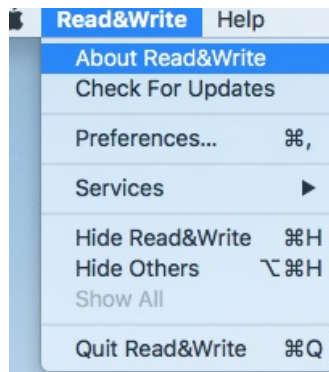 Read&Write Help
About Read&Write
Check For Updates
Preferences... ⌘,
Services ▶
Hide Read&Write ⌘H
Hide Others ⌥⌘H
Show All
Quit Read&Write ⌘Q